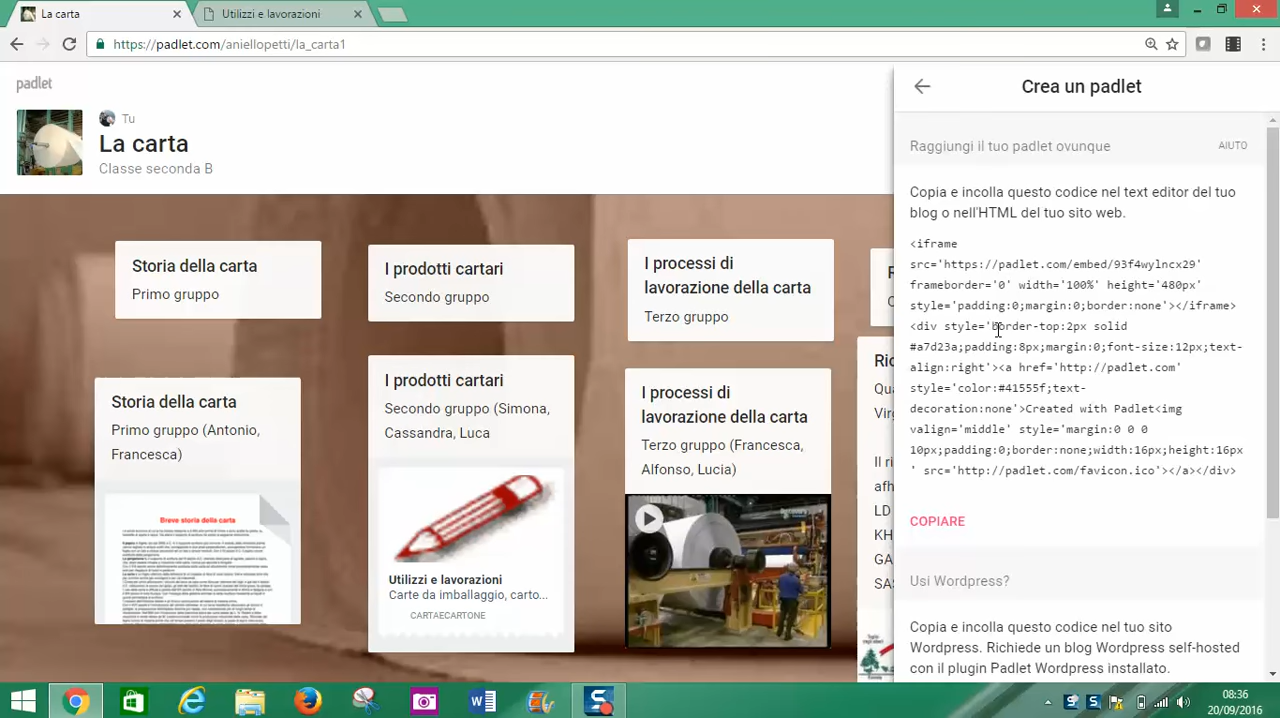 La carta
Utilizzi e lavorazioni
https://padlet.com/aniellopetti/la_carta1
padlet
Tu
La carta
Classe seconda B
Storia della carta
Primo gruppo
I prodotti cartari
Secondo gruppo
I processi di
lavorazione della carta
Terzo gruppo
Storia della carta
Primo gruppo (Antonio,
Francesca)
Breve storia della carta
I prodotti cartari
Secondo gruppo (Simona,
Cassandra, Luca
Utilizzi e lavorazioni
Carte da imballaggio, carto...
CARTAECARTONE
I processi di
lavorazione della carta
Terzo gruppo (Francesca,
Alfonso, Lucia)
Ric
Qua
Virg
Il ri
afh
LD
KH
GA
SA
Crea un padlet
Raggiungi il tuo padlet ovunque
AIUTO
Copia e incolla questo codice nel text editor del tuo
blog o nell'HTML del tuo sito web.
<iframe
src='https://padlet.com/embed/93f4wylncx29'
frameborder='0' width='100%' height='480px'
style='padding:0;margin:0;border:none'></iframe>
<div style='border-top:2px solid
#a7d23a;padding:8px;margin:0;font-size:12px;text-
align:right'><a href='http://padlet.com'
style='color:#41555f;text-
decoration:none'>Created with Padlet<img
valign='middle' style='margin:0 0 0
10px;padding:0;border:none;width:16px;height:16px
' src='http://padlet.com/favicon.ico'></a></div>
COPIARE
Usi Wordpress?
Copia e incolla questo codice nel tuo sito
Wordpress. Richiede un blog Wordpress self-hosted
con il plugin Padlet Wordpress installato.
08:36
20/09/2016